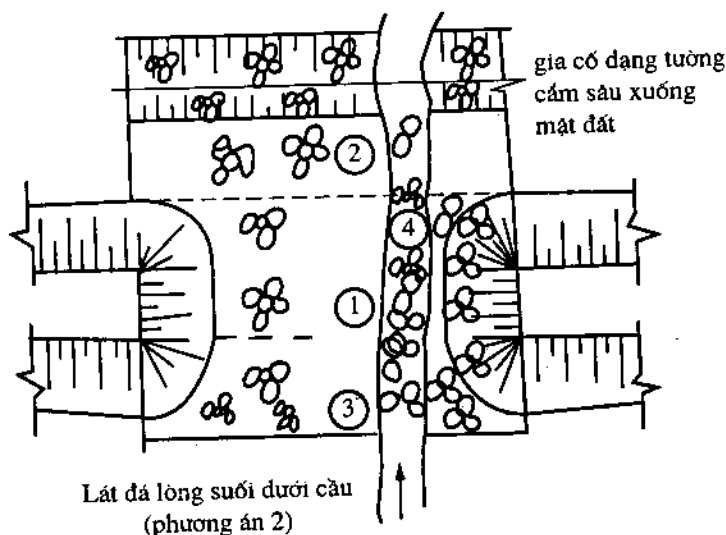 gia cố dạng tường
cắm sâu xuống
mặt đất
2
4
1
3
Lát đá lòng suối dưới cầu
(phương án 2)